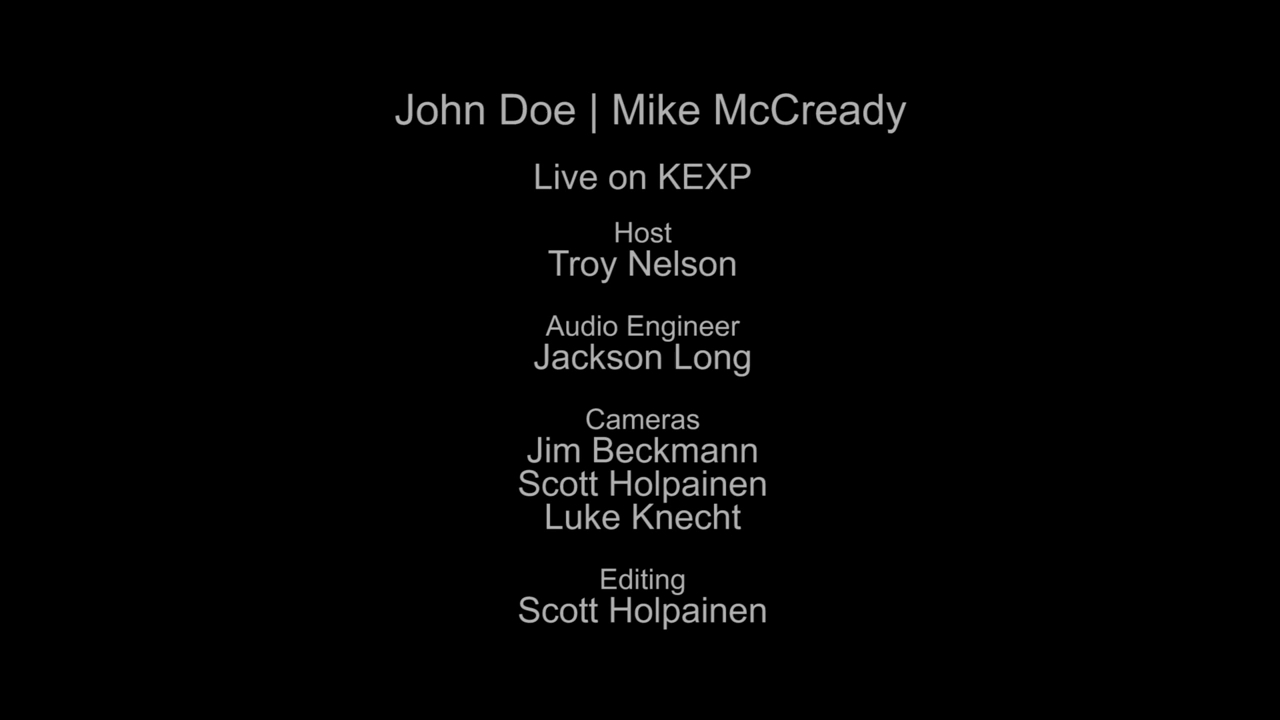 John Doe | Mike McCready
Live on KEXP
Host
Troy Nelson
Audio Engineer
Jackson Long
Cameras
Jim Beckmann
Scott Holpainen
Luke Knecht
Editing
Scott Holpainen